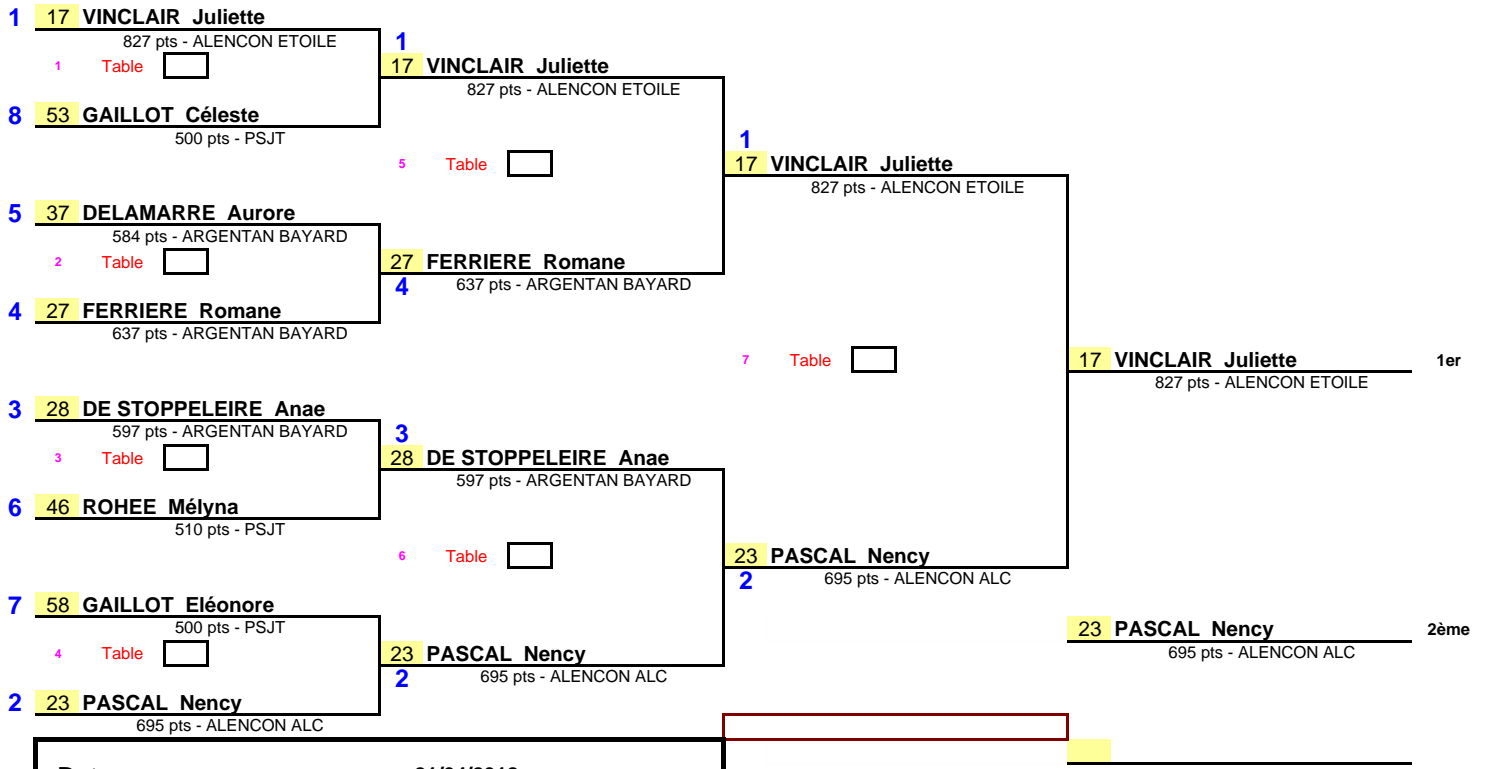 1 17 VINCLAIR Juliette
827 pts - ALENCON ETOILE
1 Table
8 53 GAILLOT Céleste
500 pts - PSJT
5 37 DELAMARRE Aurore
584 pts - ARGENTAN BAYARD
2 Table
4 27 FERRIERE Romane
637 pts - ARGENTAN BAYARD
3 28 DE STOPPELEIRE Anae
597 pts - ARGENTAN BAYARD
3 Table
6 46 ROHEE Mélyna
510 pts - PSJT
7 58 GAILLOT Eléonore
500 pts - PSJT
4 Table
2 23 PASCAL Nency
695 pts - ALENCON ALC
1
17 VINCLAIR Juliette
827 pts - ALENCON ETOILE
5 Table
27 FERRIERE Romane
4 637 pts - ARGENTAN BAYARD
3
28 DE STOPPELEIRE Anae
597 pts - ARGENTAN BAYARD
6 Table
23 PASCAL Nency
2 695 pts - ALENCON ALC
1
17 VINCLAIR Juliette
827 pts - ALENCON ETOILE
7 Table
23 PASCAL Nency
2 695 pts - ALENCON ALC
17 VINCLAIR Juliette 1er
827 pts - ALENCON ETOILE
23 PASCAL Nency 2ème
695 pts - ALENCON ALC